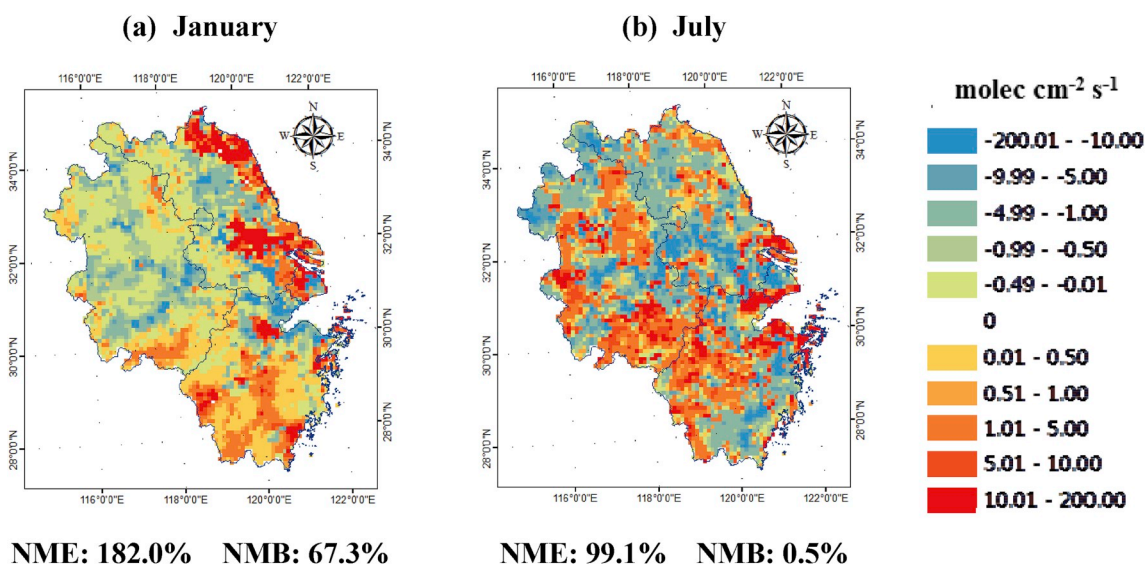 (a) January
(b) July
116°0'0"E 118°0'0"E 120°0'0"E 122°0'0"E
116°0'0"E 118°0'0"E 120°0'0"E 122°0'0"E
molec cm⁻² s⁻¹
N
W E
S
N
W E
S
34°0'0"N 34°0'0"N
32°0'0"N 32°0'0"N
30°0'0"N 30°0'0"N
28°0'0"N 28°0'0"N
34°0'0"N 34°0'0"N
32°0'0"N 32°0'0"N
30°0'0"N 30°0'0"N
28°0'0"N 28°0'0"N
-200.01 - -10.00
-9.99 - -5.00
-4.99 - -1.00
-0.99 - -0.50
-0.49 - -0.01
0
0.01 - 0.50
0.51 - 1.00
1.01 - 5.00
5.01 - 10.00
10.01 - 200.00
116°0'0"E 118°0'0"E 120°0'0"E 122°0'0"E
116°0'0"E 118°0'0"E 120°0'0"E 122°0'0"E
NME: 182.0% NMB: 67.3%
NME: 99.1% NMB: 0.5%